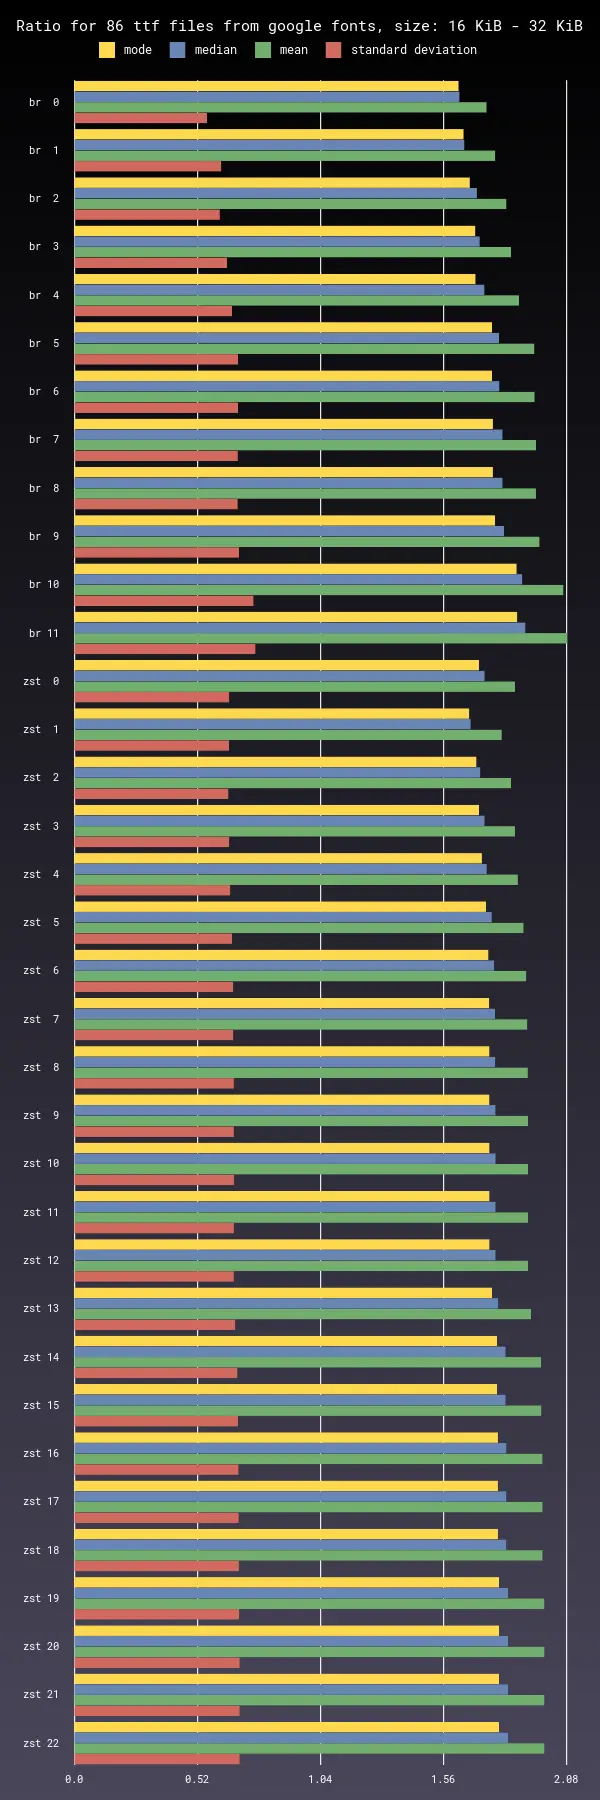 Ratio for 86 ttf files from google fonts, size: 16 KiB - 32 KiB
mode median mean standard deviation
br 0
br 1
br 2
br 3
br 4
br 5
br 6
br 7
br 8
br 9
br 10
br 11
zst 0
zst 1
zst 2
zst 3
zst 4
zst 5
zst 6
zst 7
zst 8
zst 9
zst 10
zst 11
zst 12
zst 13
zst 14
zst 15
zst 16
zst 17
zst 18
zst 19
zst 20
zst 21
zst 22
0.0 0.52 1.04 1.56 2.08